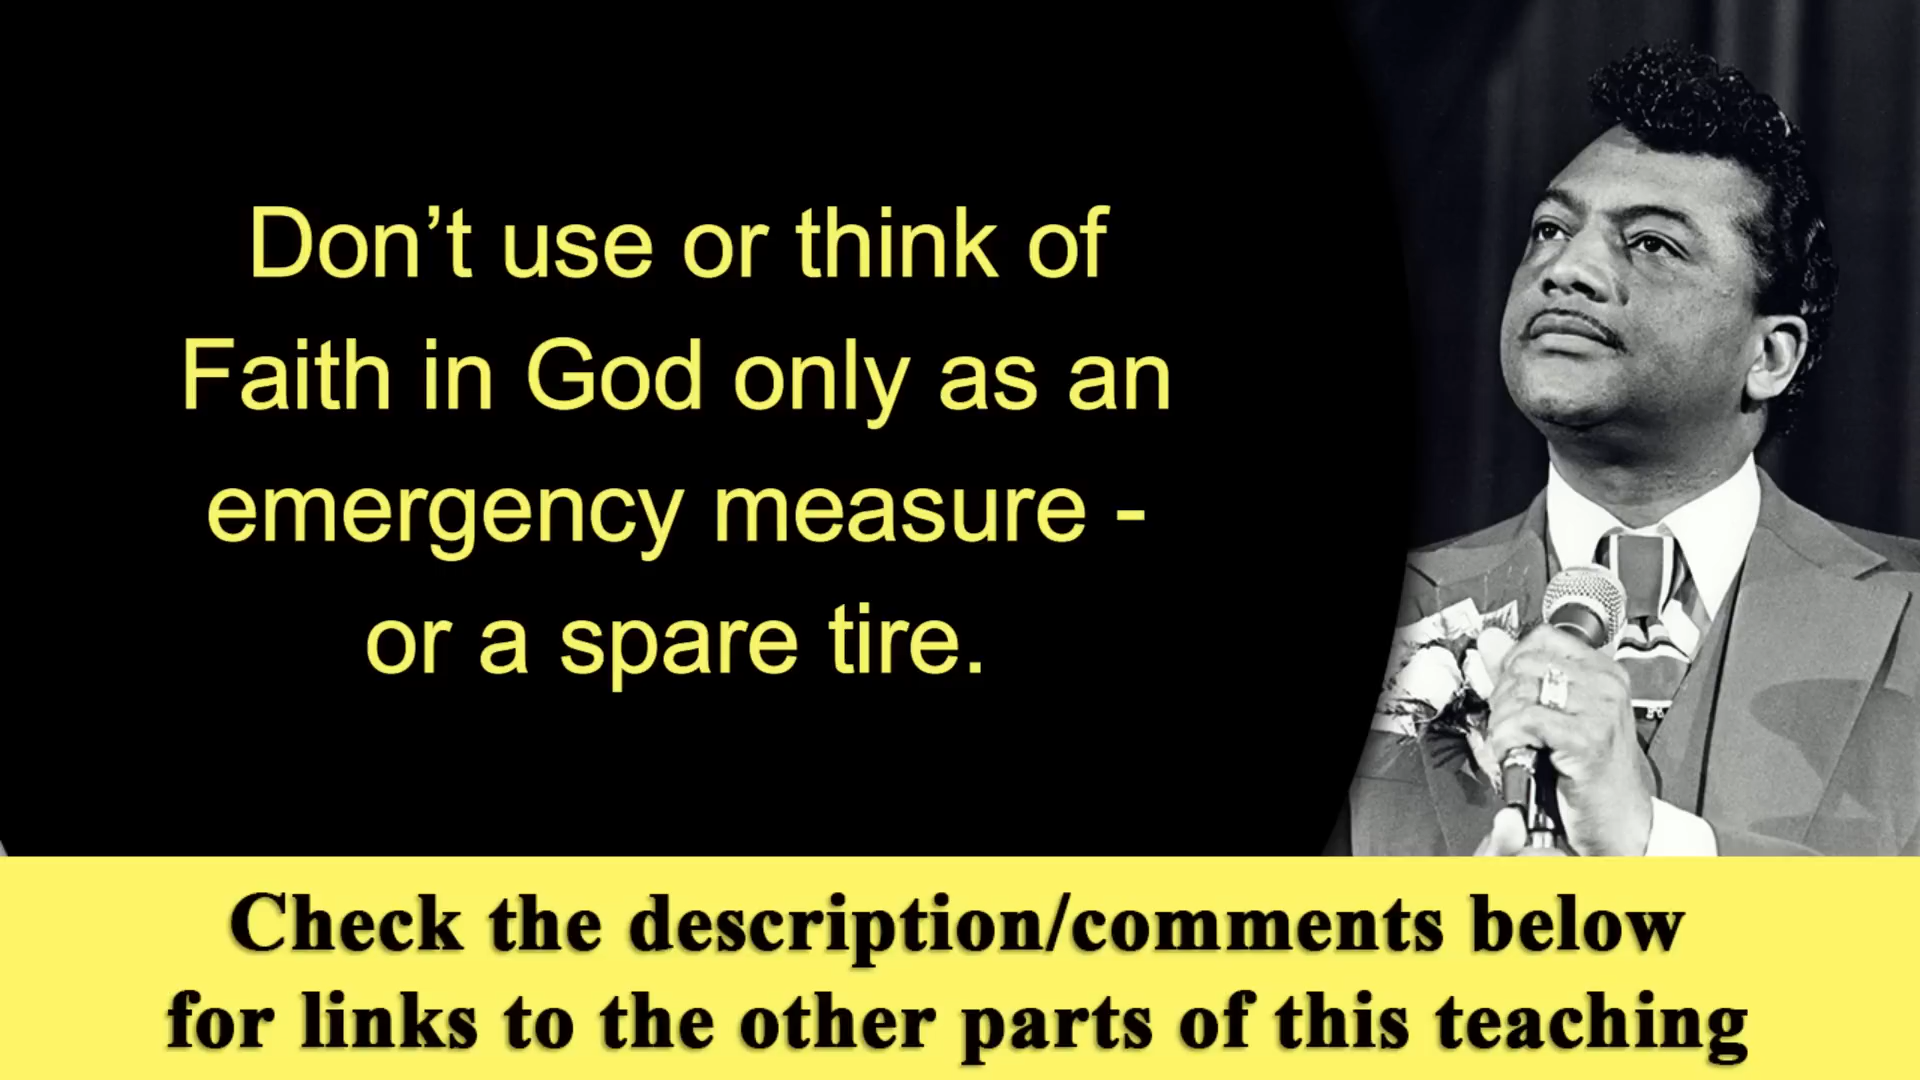 Don’t use or think of
Faith in God only as an
emergency measure -
or a spare tire.
Check the description/comments below
for links to the other parts of this teaching